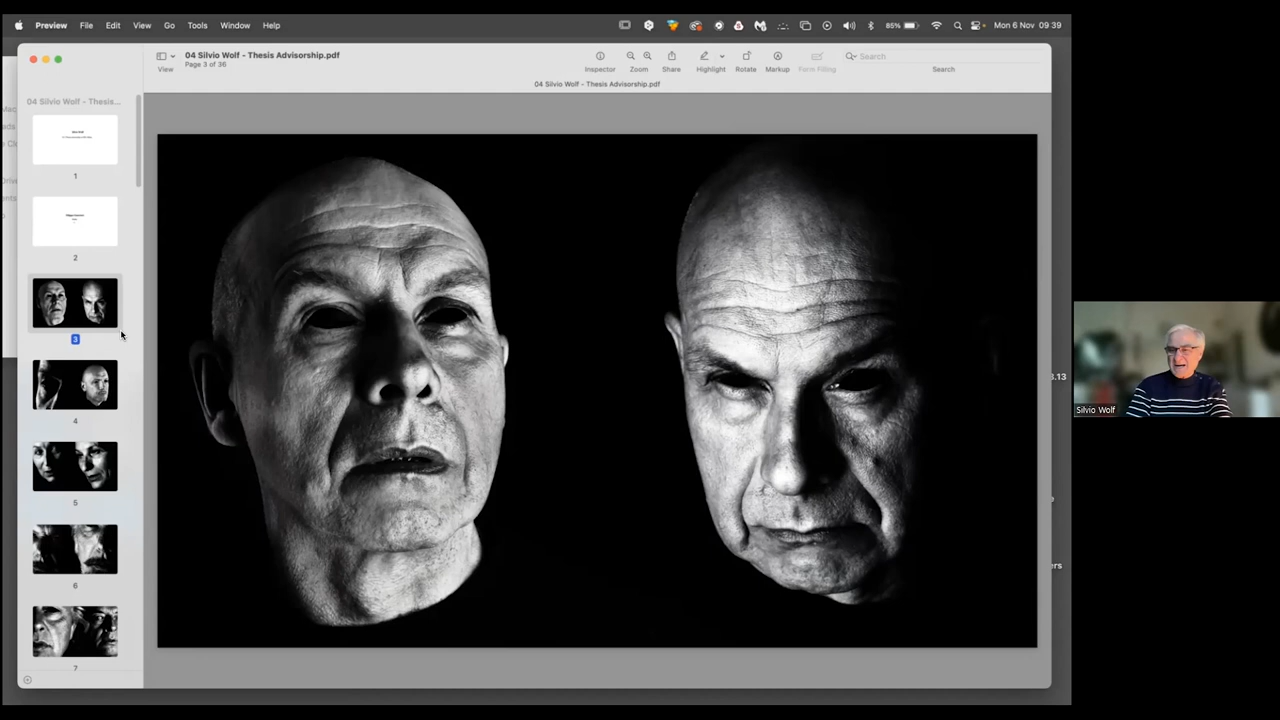 Preview File Edit View Go Tools Window Help
85%
Mon 6 Nov 09 39
04 Silvio Wolf - Thesis Advisorship.pdf
Page 3 of 36
View
Inspector Zoom Share Highlight Rotate Markup Form Filling Search
Search
04 Silvio Wolf - Thesis Advisorship.pdf
04 Silvio Wolf - Thesis...
1
2
3
4
5
6
7
Silvio Wolf